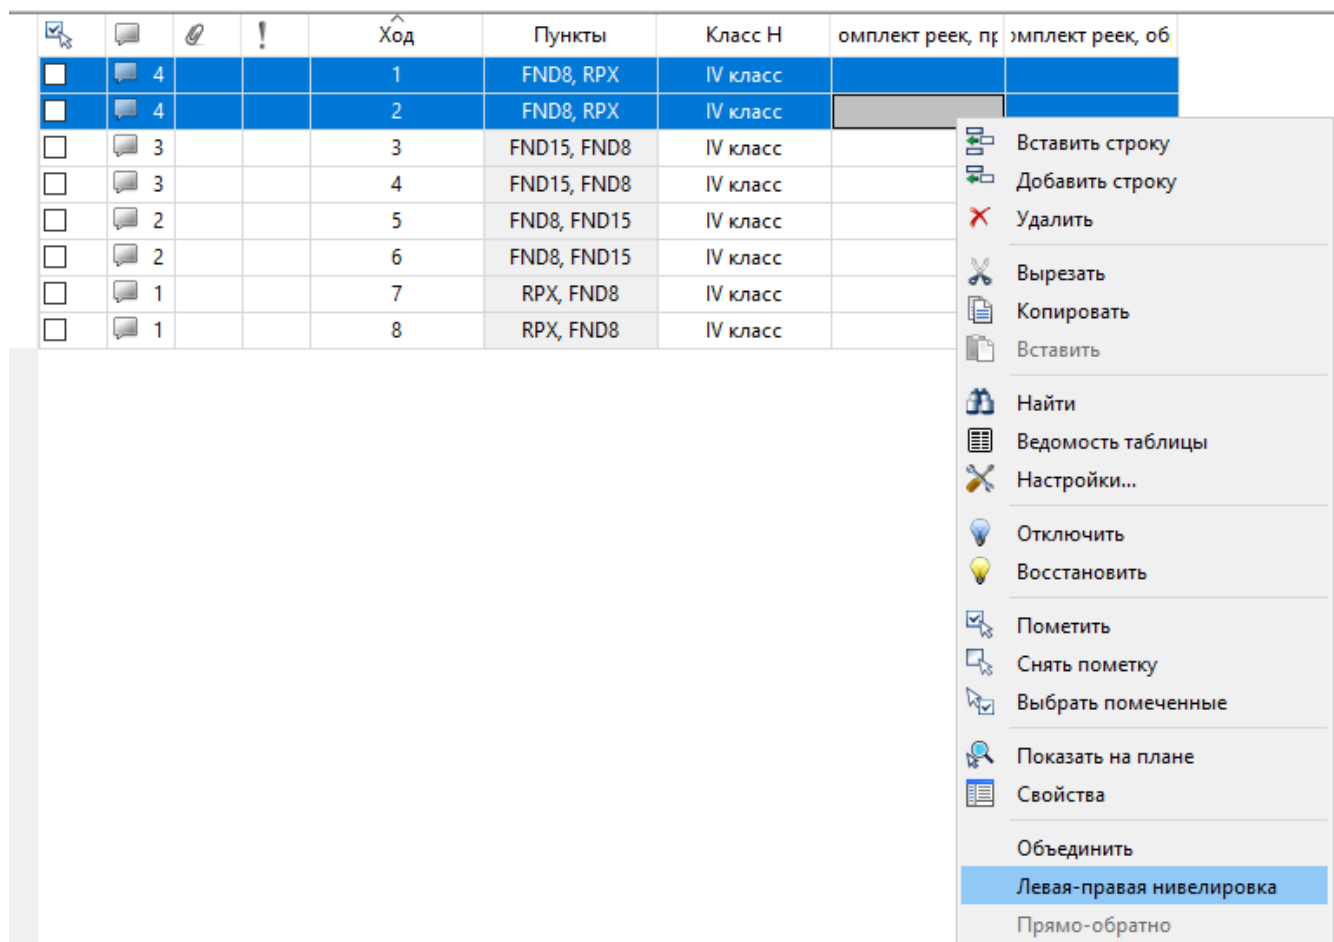 Ход Пункты Класс Н омплект реек, пр омплект реек, об
4 1 FND8, RPX IV класс
4 2 FND8, RPX IV класс
3 3 FND15, FND8 IV класс
3 4 FND15, FND8 IV класс
2 5 FND8, FND15 IV класс
2 6 FND8, FND15 IV класс
1 7 RPX, FND8 IV класс
1 8 RPX, FND8 IV класс
Вставить строку
Добавить строку
Удалить
Вырезать
Копировать
Вставить
Найти
Ведомость таблицы
Настройки...
Отключить
Восстановить
Пометить
Снять пометку
Выбрать помеченные
Показать на плане
Свойства
Объединить
Левая-правая нивелировка
Прямо-обратно